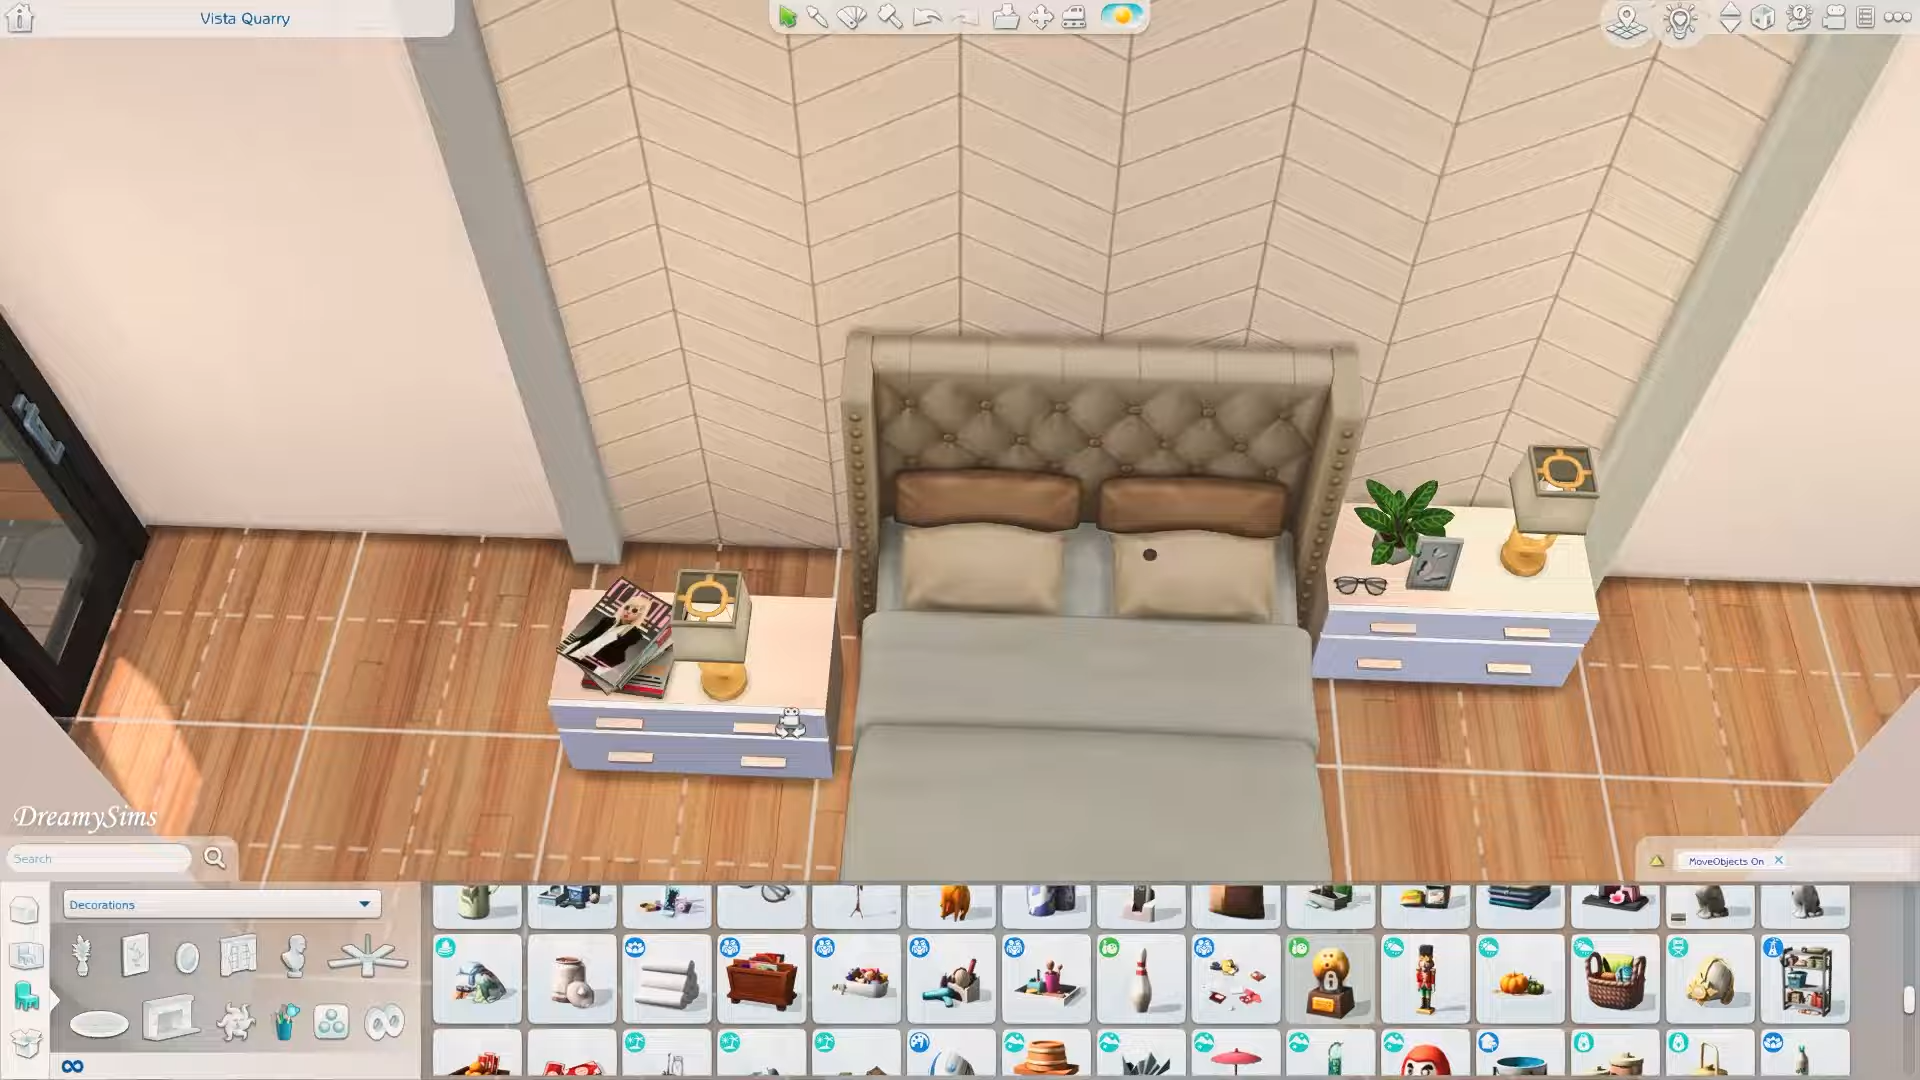 Vista Quarry
DreamySims
Search
MoveObjects On
Decorations